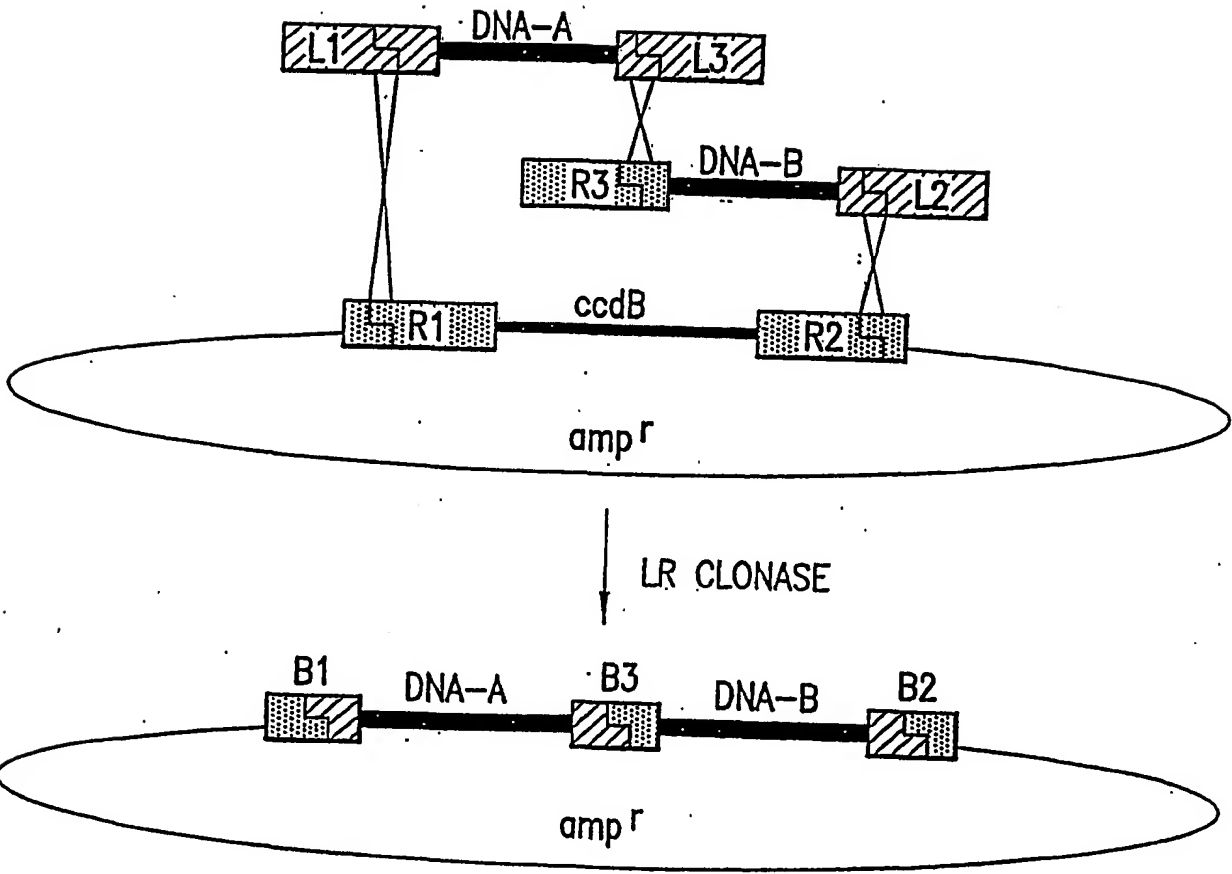 DNA-A
L1
L3
DNA-B
R3
L2
ccdB
R1
R2
amp r
LR CLONASE
B1
DNA-A
B3
DNA-B
B2
amp r